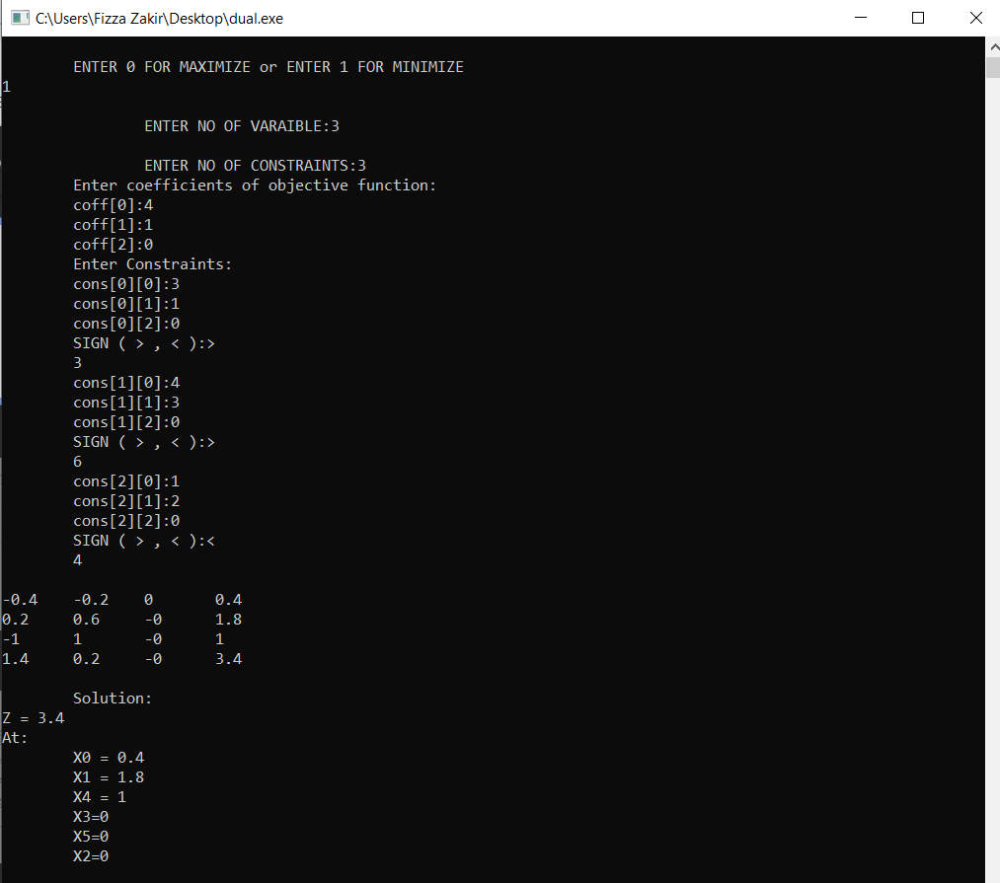 C:\Users\Fizza Zakir\Desktop\dual.exe
ENTER 0 FOR MAXIMIZE or ENTER 1 FOR MINIMIZE
1
ENTER NO OF VARAIBLE:3
ENTER NO OF CONSTRAINTS:3
Enter coefficients of objective function:
coff[0]:4
coff[1]:1
coff[2]:0
Enter Constraints:
cons[0][0]:3
cons[0][1]:1
cons[0][2]:0
SIGN ( > , < ):>
3
cons[1][0]:4
cons[1][1]:3
cons[1][2]:0
SIGN ( > , < ):>
6
cons[2][0]:1
cons[2][1]:2
cons[2][2]:0
SIGN ( > , < ):<
4
-0.4 -0.2 0 0.4
0.2 0.6 -0 1.8
-1 1 -0 1
1.4 0.2 -0 3.4
Solution:
Z = 3.4
At:
X0 = 0.4
X1 = 1.8
X4 = 1
X3=0
X5=0
X2=0